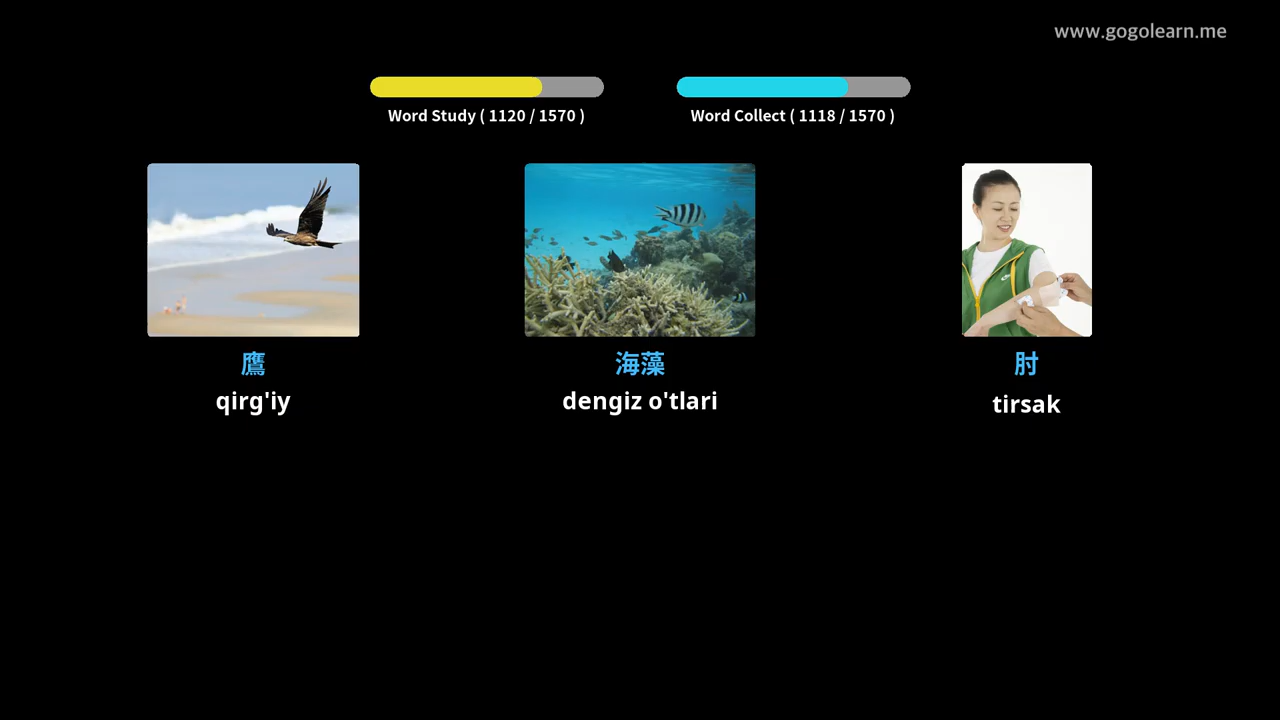 www.gogolearn.me
Word Study ( 1120 / 1570 )
Word Collect ( 1118 / 1570 )
鷹
qirg'iy
海藻
dengiz o'tlari
肘
tirsak